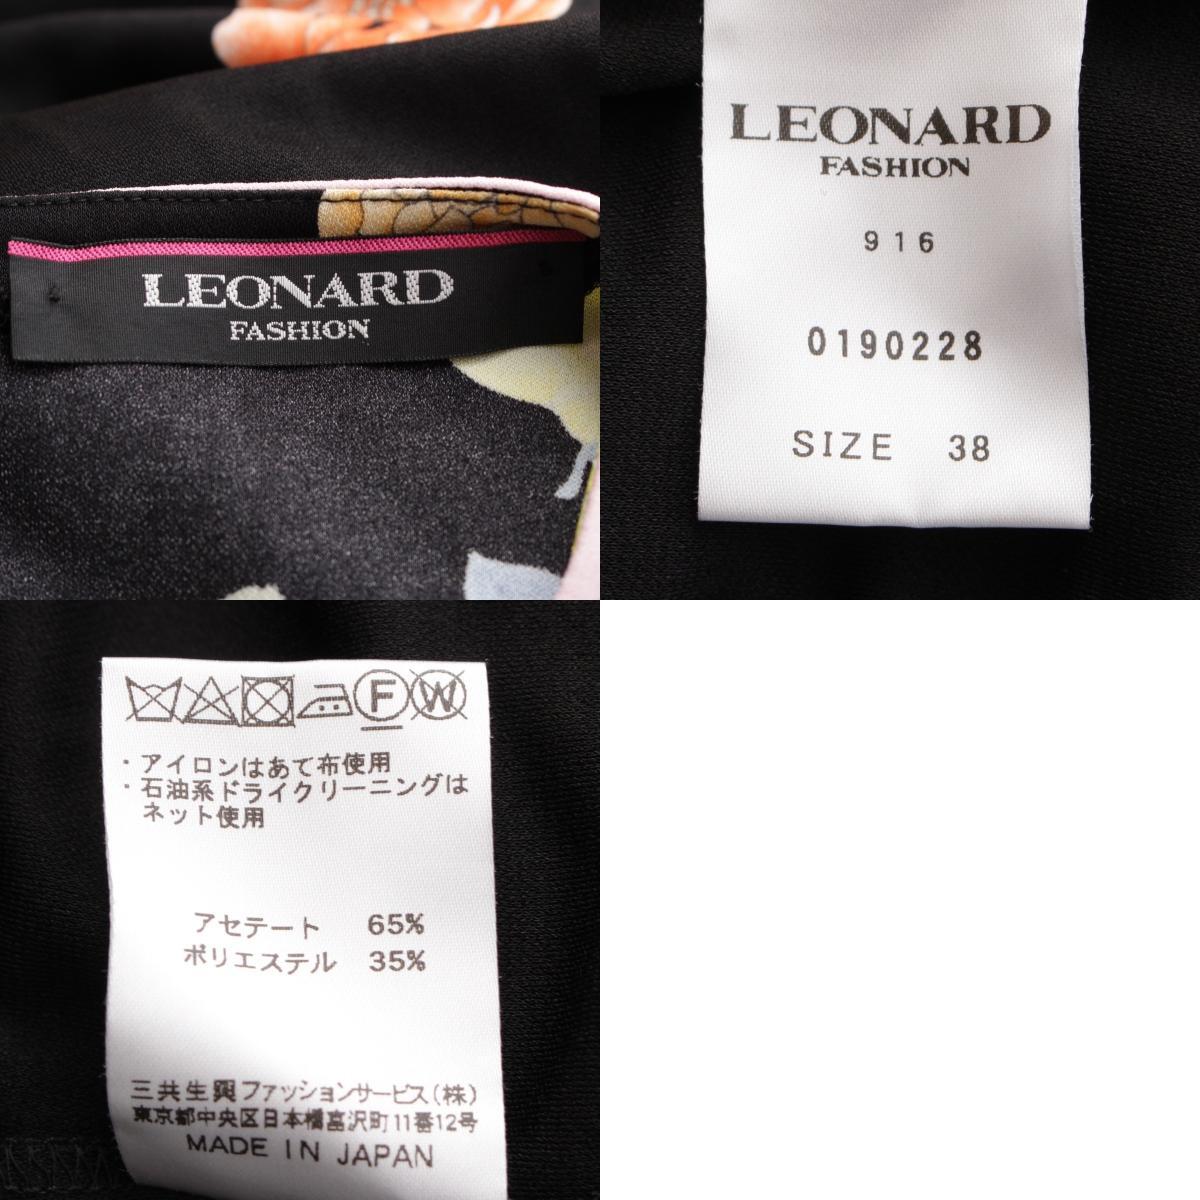 LEONARD
FASHION
LEONARD
FASHION
916
0190228
SIZE 38
F W
・アイロンはあて布使用
・石油系ドライクリーニングは
ネット使用
アセテート 65%
ポリエステル 35%
三共生興ファッションサービス(株)
東京都中央区日本橋富沢町11番12号
MADE IN JAPAN